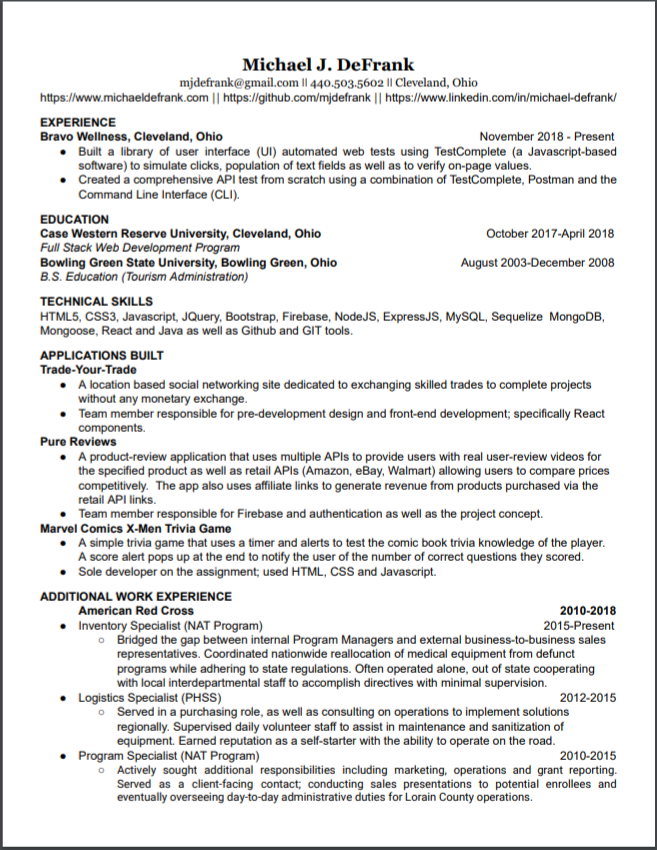 Michael J. DeFrank
mjdefrank@gmail.com || 440.503.5602 || Cleveland, Ohio
https://www.michaeldefrank.com || https://github.com/mjdefrank || https://www.linkedin.com/in/michael-defrank/
EXPERIENCE
Bravo Wellness, Cleveland, Ohio November 2018 - Present
● Built a library of user interface (UI) automated web tests using TestComplete (a Javascript-based
software) to simulate clicks, population of text fields as well as to verify on-page values.
● Created a comprehensive API test from scratch using a combination of TestComplete, Postman and the
Command Line Interface (CLI).
EDUCATION
Case Western Reserve University, Cleveland, Ohio October 2017-April 2018
Full Stack Web Development Program
Bowling Green State University, Bowling Green, Ohio August 2003-December 2008
B.S. Education (Tourism Administration)
TECHNICAL SKILLS
HTML5, CSS3, Javascript, JQuery, Bootstrap, Firebase, NodeJS, ExpressJS, MySQL, Sequelize MongoDB,
Mongoose, React and Java as well as Github and GIT tools.
APPLICATIONS BUILT
Trade-Your-Trade
● A location based social networking site dedicated to exchanging skilled trades to complete projects
without any monetary exchange.
● Team member responsible for pre-development design and front-end development; specifically React
components.
Pure Reviews
● A product-review application that uses multiple APIs to provide users with real user-review videos for
the specified product as well as retail APIs (Amazon, eBay, Walmart) allowing users to compare prices
competitively. The app also uses affiliate links to generate revenue from products purchased via the
retail API links.
● Team member responsible for Firebase and authentication as well as the project concept.
Marvel Comics X-Men Trivia Game
● A simple trivia game that uses a timer and alerts to test the comic book trivia knowledge of the player.
A score alert pops up at the end to notify the user of the number of correct questions they scored.
● Sole developer on the assignment; used HTML, CSS and Javascript.
ADDITIONAL WORK EXPERIENCE
American Red Cross 2010-2018
● Inventory Specialist (NAT Program) 2015-Present
○ Bridged the gap between internal Program Managers and external business-to-business sales
representatives. Coordinated nationwide reallocation of medical equipment from defunct
programs while adhering to state regulations. Often operated alone, out of state cooperating
with local interdepartmental staff to accomplish directives with minimal supervision.
● Logistics Specialist (PHSS) 2012-2015
○ Served in a purchasing role, as well as consulting on operations to implement solutions
regionally. Supervised daily volunteer staff to assist in maintenance and sanitization of
equipment. Earned reputation as a self-starter with the ability to operate on the road.
● Program Specialist (NAT Program) 2010-2015
○ Actively sought additional responsibilities including marketing, operations and grant reporting.
Served as a client-facing contact; conducting sales presentations to potential enrollees and
eventually overseeing day-to-day administrative duties for Lorain County operations.